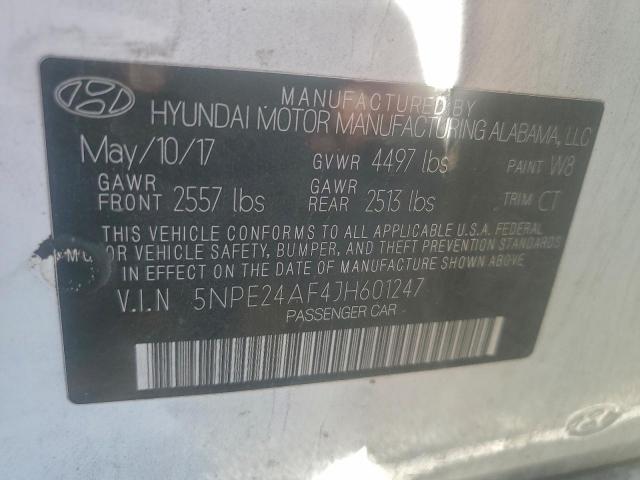 MANUFACTURED BY
HYUNDAI MOTOR MANUFACTURING ALABAMA, LLC
May/10/17 GVWR 4497 lbs PAINT W8
GAWR FRONT 2557 lbs GAWR REAR 2513 lbs TRIM CT
THIS VEHICLE CONFORMS TO ALL APPLICABLE U.S.A. FEDERAL
MOTOR VEHICLE SAFETY, BUMPER, AND THEFT PREVENTION STANDARDS
IN EFFECT ON THE DATE OF MANUFACTURE SHOWN ABOVE.
V.I.N 5NPE24AF4JH601247
PASSENGER CAR